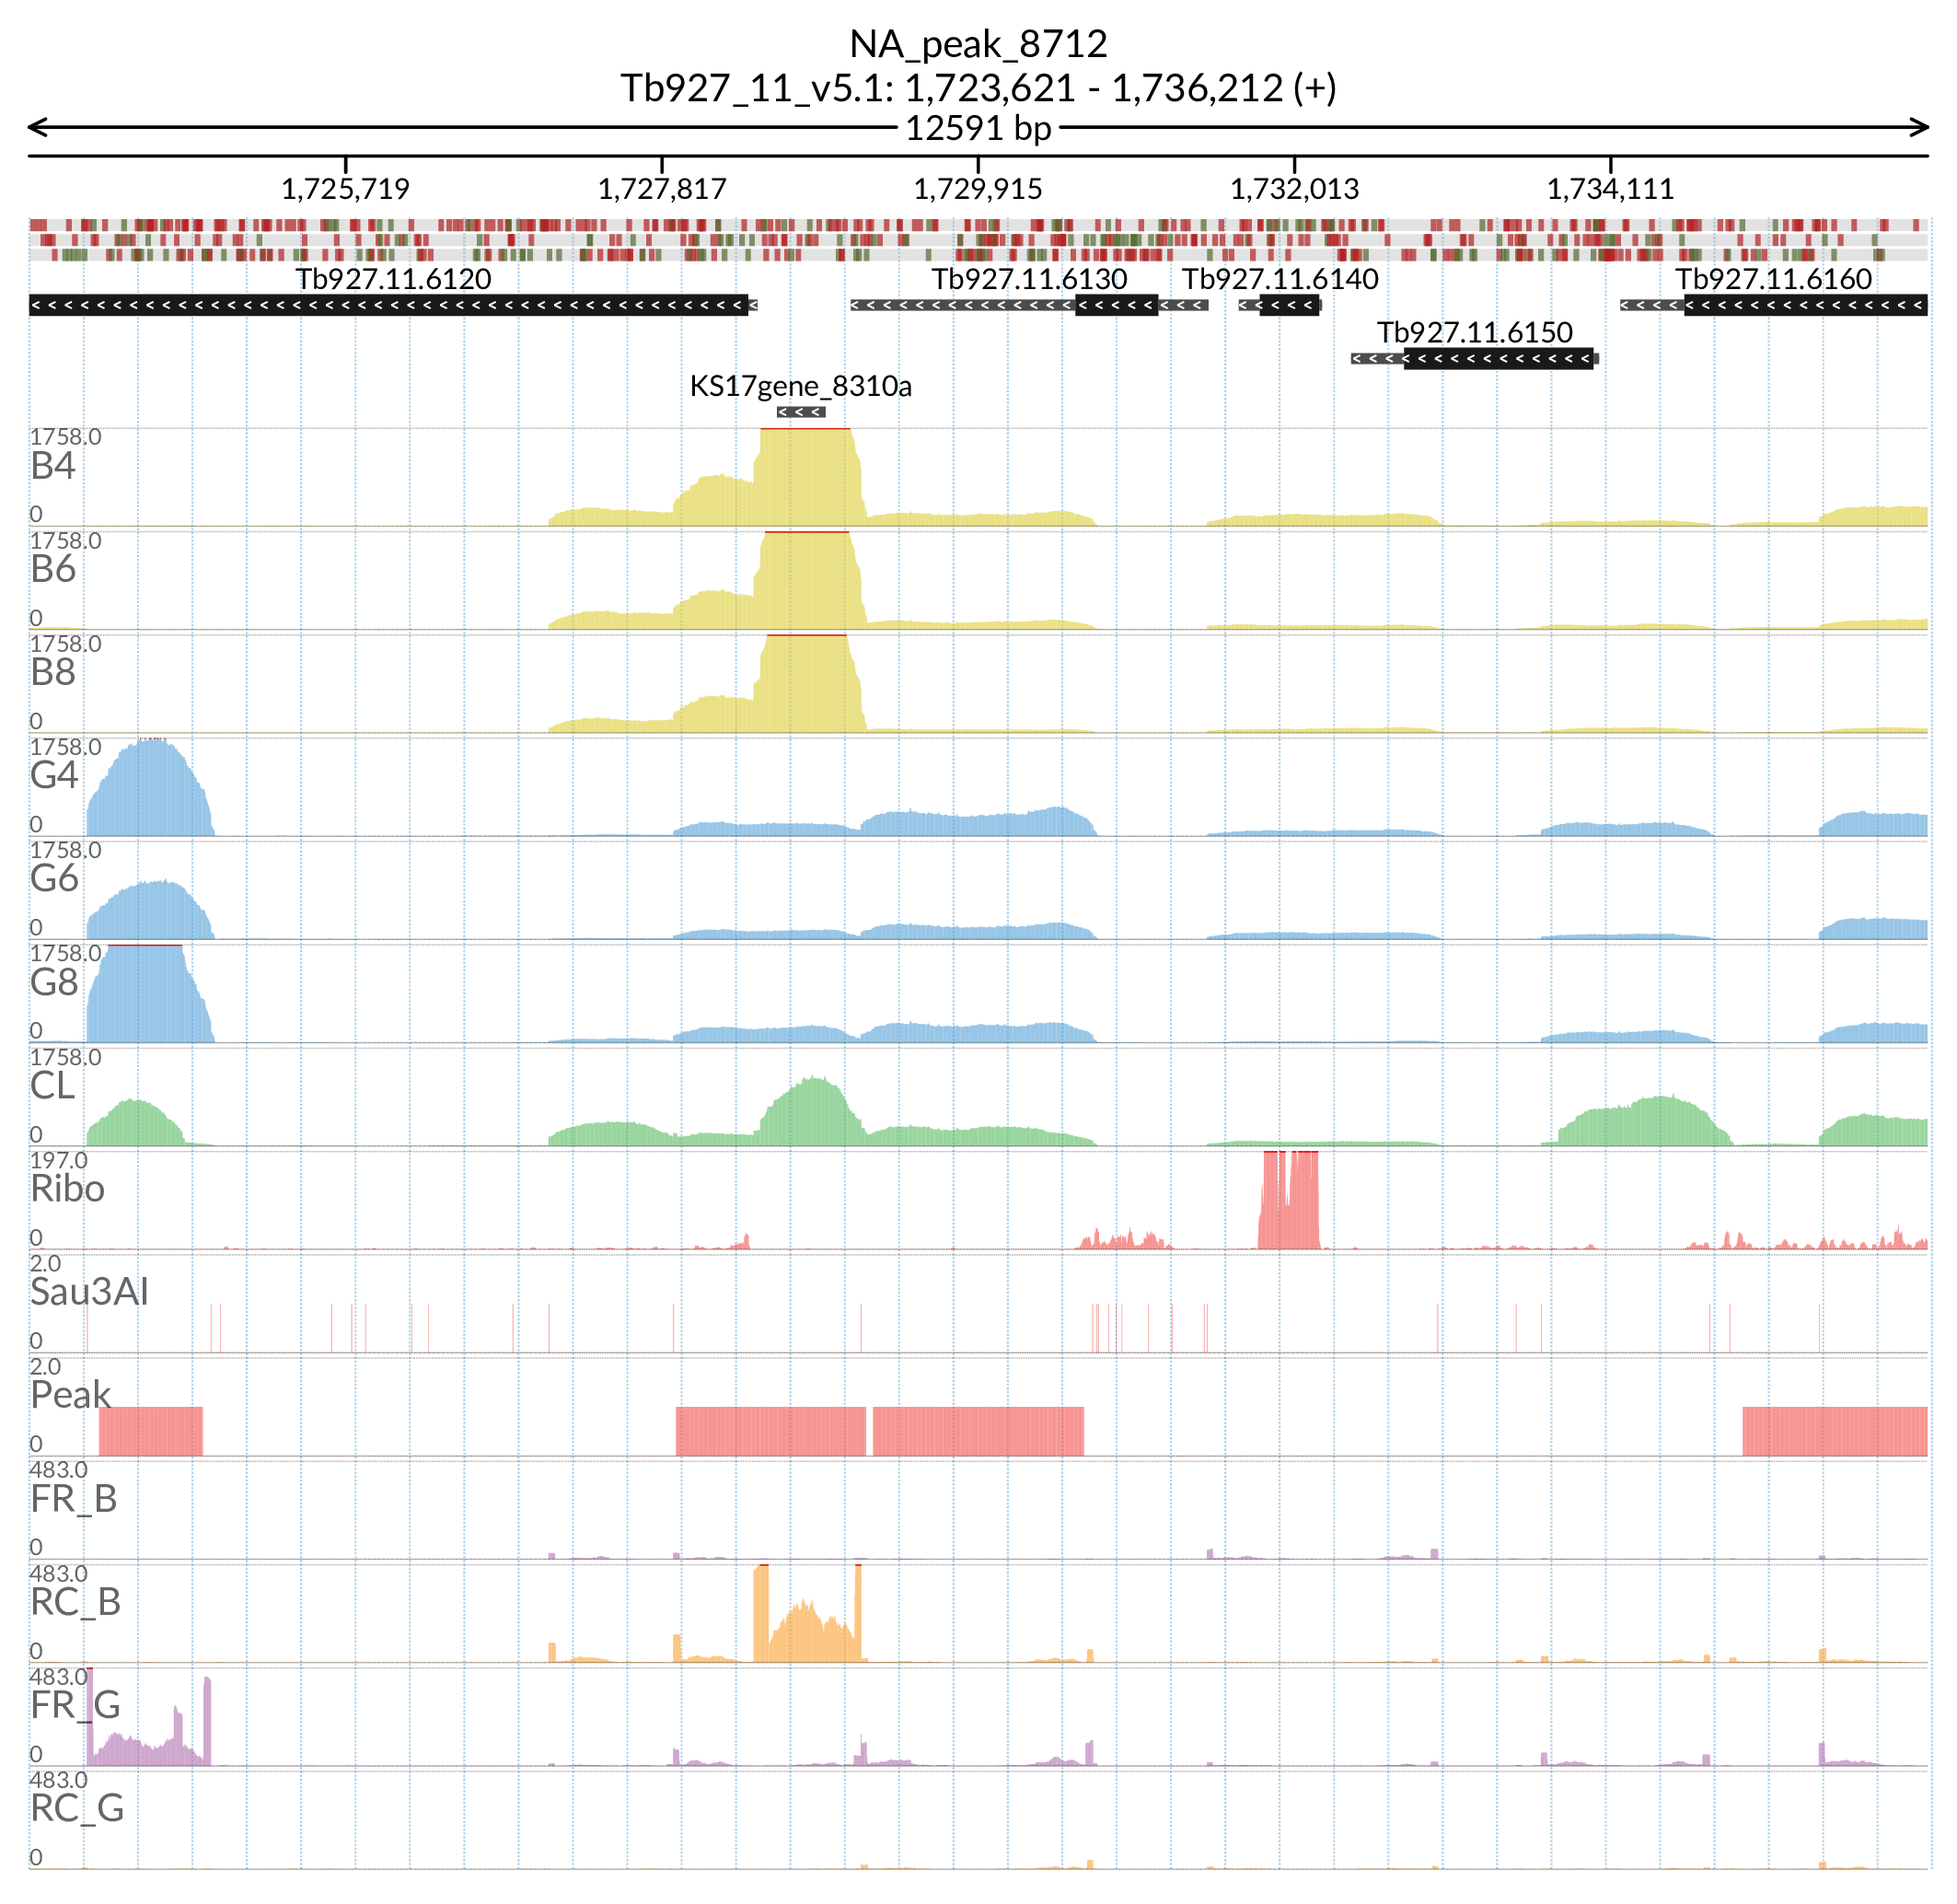 NA_peak_8712
Tb927_11_v5.1: 1,723,621 - 1,736,212 (+)
12591 bp
1,725,719 1,727,817 1,729,915 1,732,013 1,734,111
Tb927.11.6120 Tb927.11.6130 Tb927.11.6140 Tb927.11.6160
Tb927.11.6150
KS17gene_8310a
1758.0
B4
0
1758.0
B6
0
1758.0
B8
0
1758.0
G4
0
1758.0
G6
0
1758.0
G8
0
1758.0
CL
0
197.0
Ribo
0
2.0
Sau3AI
0
2.0
Peak
0
483.0
FR_B
0
483.0
RC_B
0
483.0
FR_G
0
483.0
RC_G
0